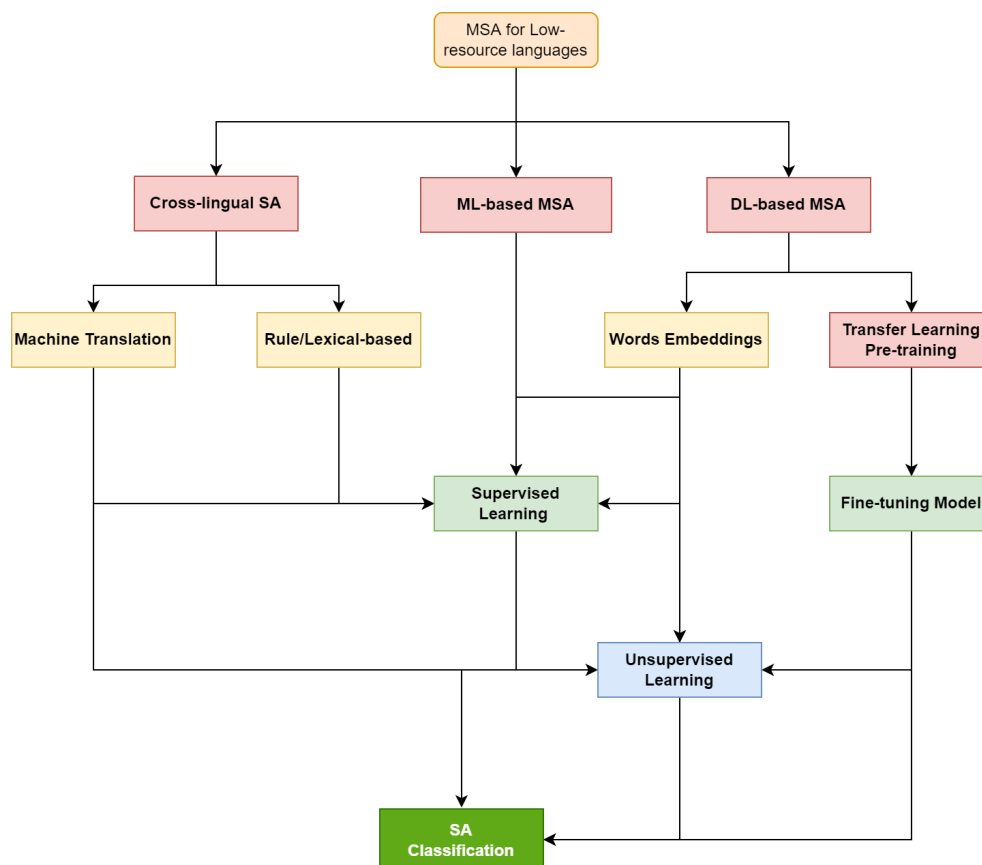 MSA for Low-
resource languages
Cross-lingual SA
ML-based MSA
DL-based MSA
Machine Translation
Rule/Lexical-based
Words Embeddings
Transfer Learning
Pre-training
Supervised
Learning
Fine-tuning Model
Unsupervised
Learning
SA
Classification